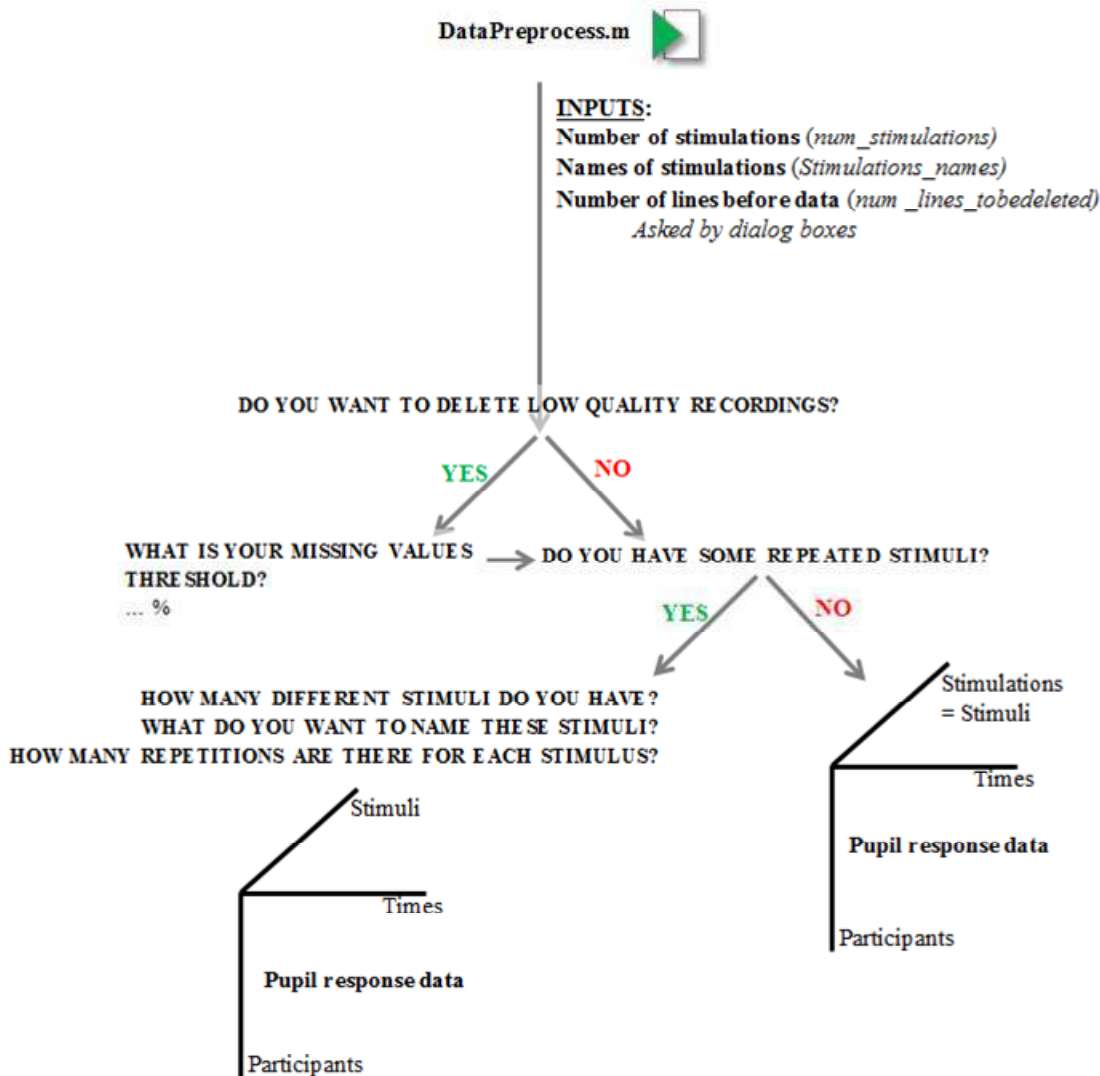 DataPreprocess.m
INPUTS:
Number of stimulations (num_stimulations)
Names of stimulations (Stimulations_names)
Number of lines before data (num _lines_tobedeleted)
Asked by dialog boxes
DO YOU WANT TO DELETE LOW QUALITY RECORDINGS?
YES
NO
WHAT IS YOUR MISSING VALUES
THRESHOLD?
... %
DO YOU HAVE SOME REPEATED STIMULI?
YES
NO
HOW MANY DIFFERENT STIMULI DO YOU HAVE?
WHAT DO YOU WANT TO NAME THESE STIMULI?
HOW MANY REPETITIONS ARE THERE FOR EACH STIMULUS?
Stimuli
Times
Pupil response data
Participants
Stimulations
= Stimuli
Times
Pupil response data
Participants